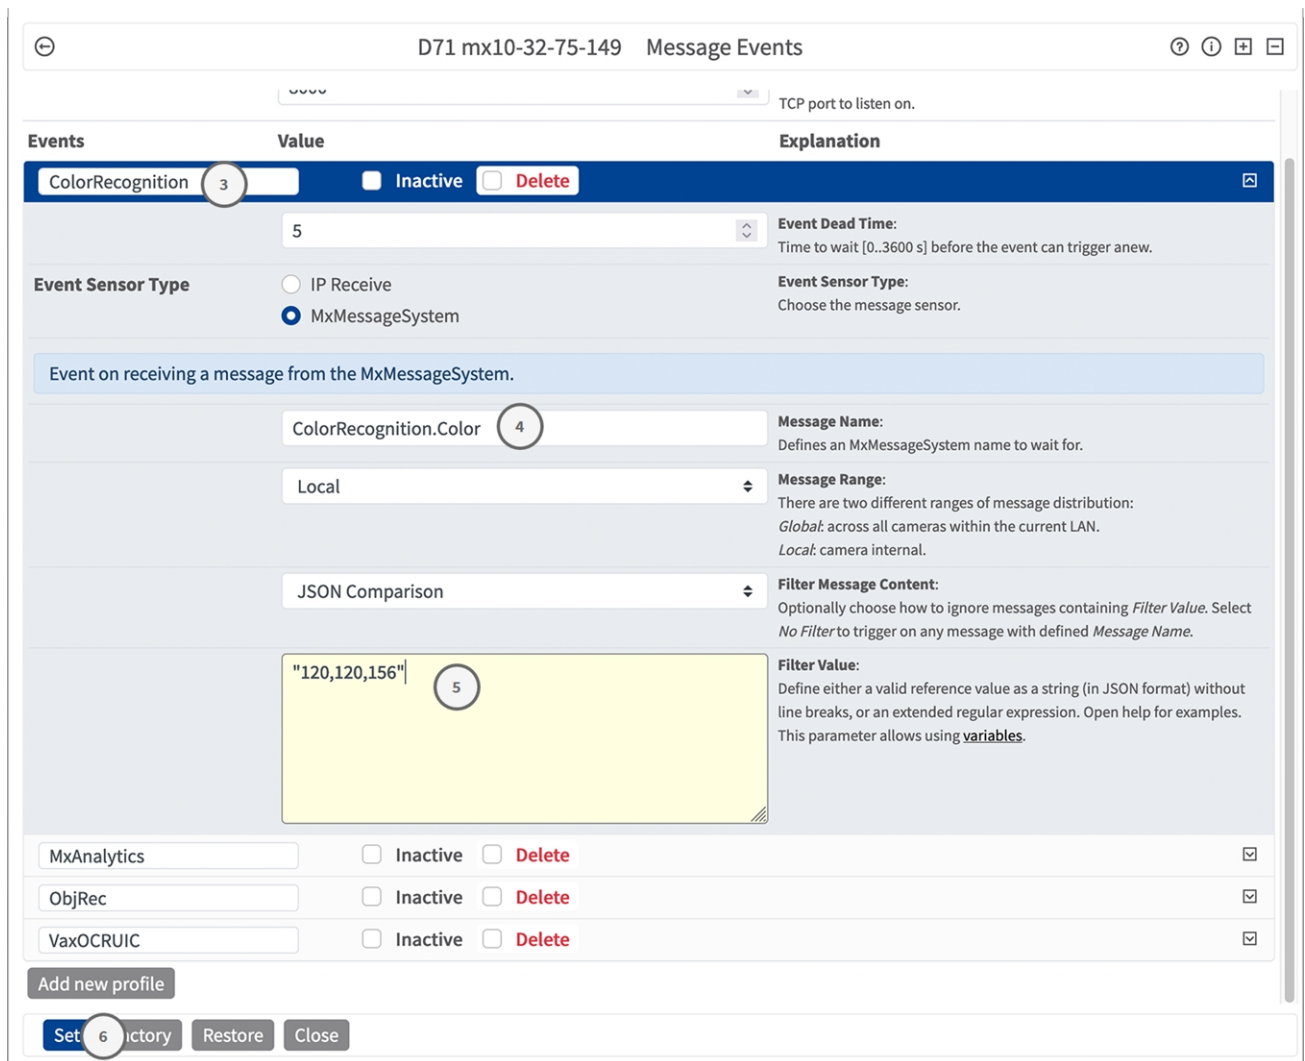 D71 mx10-32-75-149 Message Events
TCP port to listen on.
Events Value Explanation
ColorRecognition 3 Inactive Delete
5
Event Dead Time:
Time to wait [0..3600 s] before the event can trigger anew.
Event Sensor Type
IP Receive
MxMessageSystem
Event Sensor Type:
Choose the message sensor.
Event on receiving a message from the MxMessageSystem.
ColorRecognition.Color 4
Message Name:
Defines an MxMessageSystem name to wait for.
Local
Message Range:
There are two different ranges of message distribution:
Global: across all cameras within the current LAN.
Local: camera internal.
JSON Comparison
Filter Message Content:
Optionally choose how to ignore messages containing Filter Value. Select
No Filter to trigger on any message with defined Message Name.
"120,120,156" 5
Filter Value:
Define either a valid reference value as a string (in JSON format) without
line breaks, or an extended regular expression. Open help for examples.
This parameter allows using variables.
MxAnalytics Inactive Delete
ObjRec Inactive Delete
VaxOCRUIC Inactive Delete
Add new profile
Set 6 ctory Restore Close